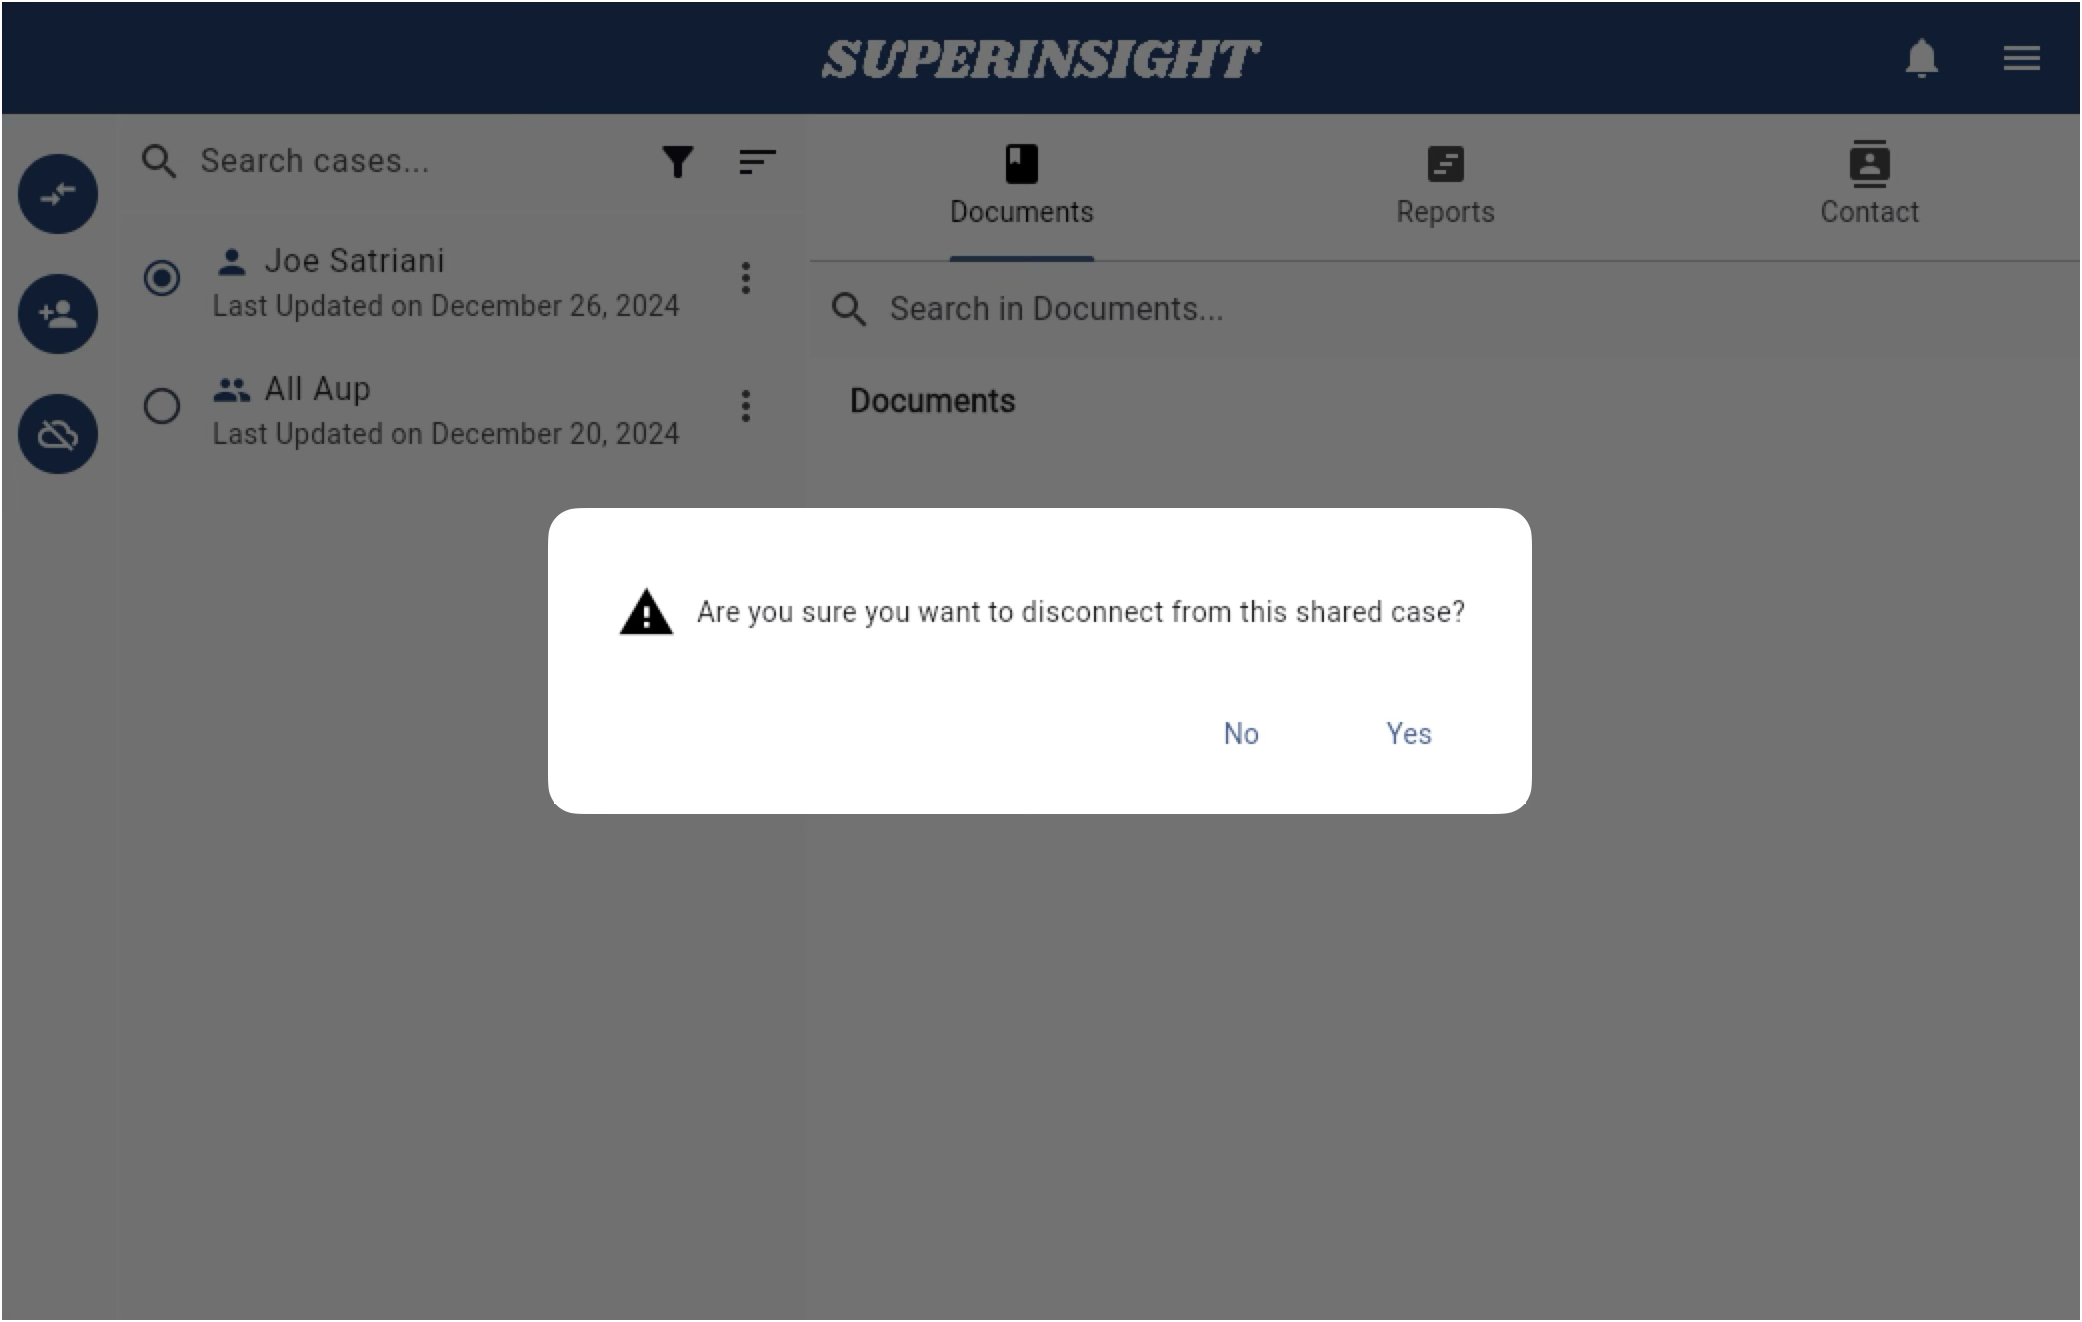 SUPERINSIGHT
Search cases...
Joe Satriani
Last Updated on December 26, 2024
All Aup
Last Updated on December 20, 2024
Documents
Reports
Contact
Search in Documents...
Documents
Are you sure you want to disconnect from this shared case?
No
Yes